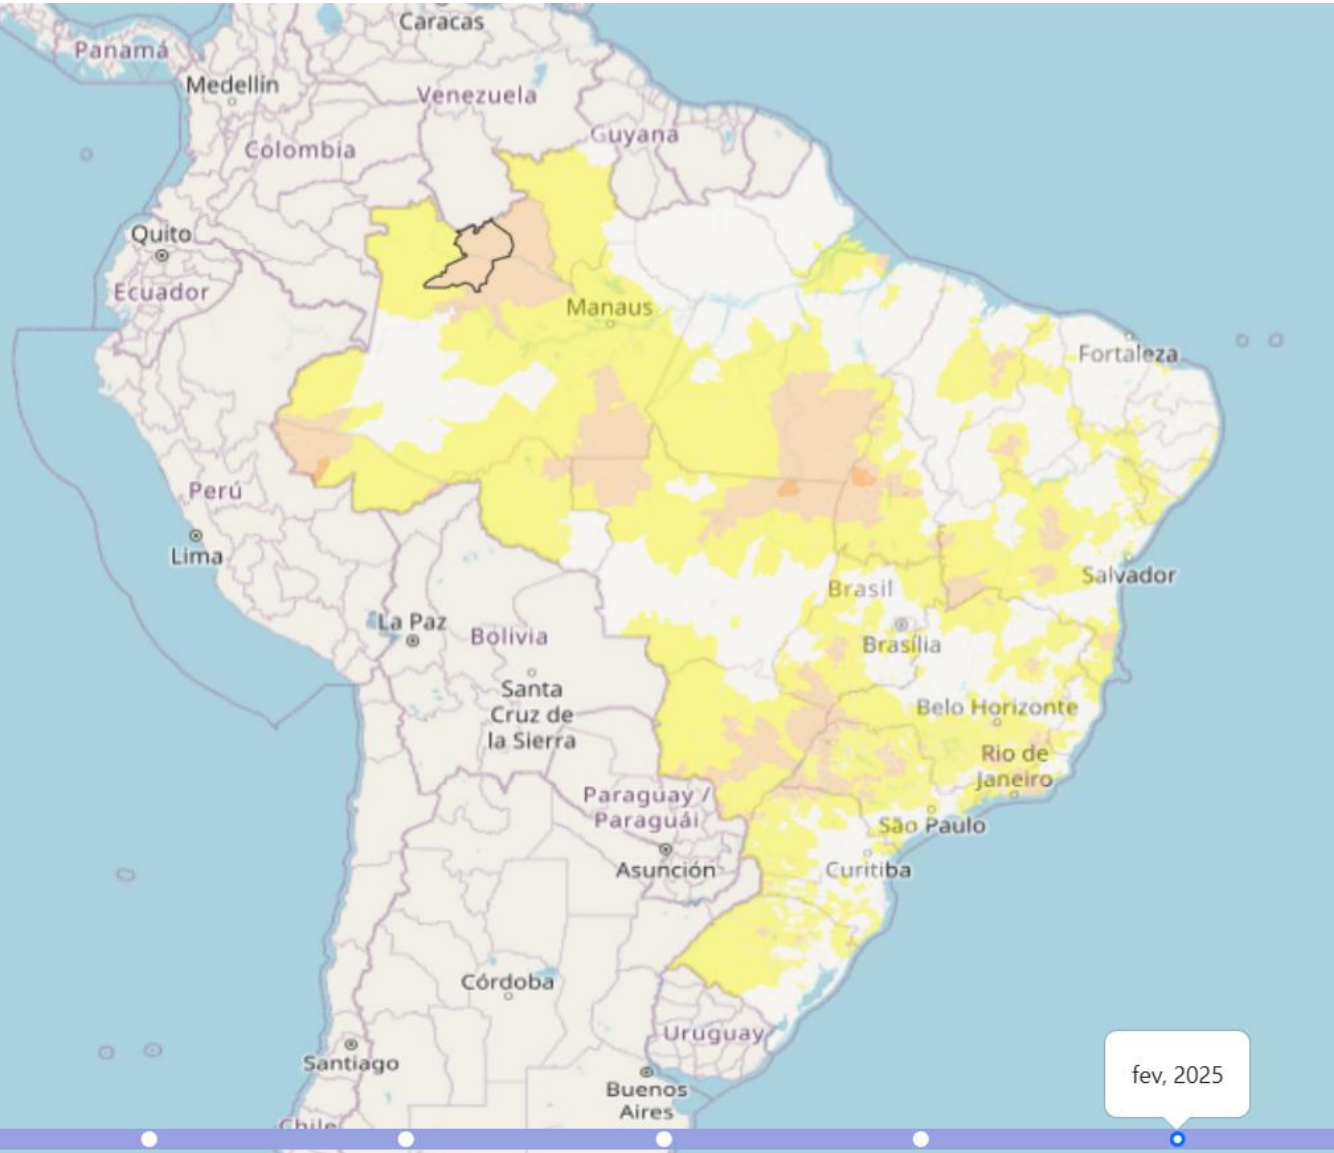 Caracas
Panamá
Medellín
Venezuela
Guyana
Colombia
Quito
Ecuador
Manaus
Fortaleza
Perú
Lima
Salvador
Brasil
La Paz
Bolivia
Brasília
Santa
Cruz de
la Sierra
Belo Horizonte
Rio de
Janeiro
Paraguay /
Paraguái
São Paulo
Asunción
Curitiba
Córdoba
Uruguay
Santiago
Buenos
Aires
fev, 2025
Chile